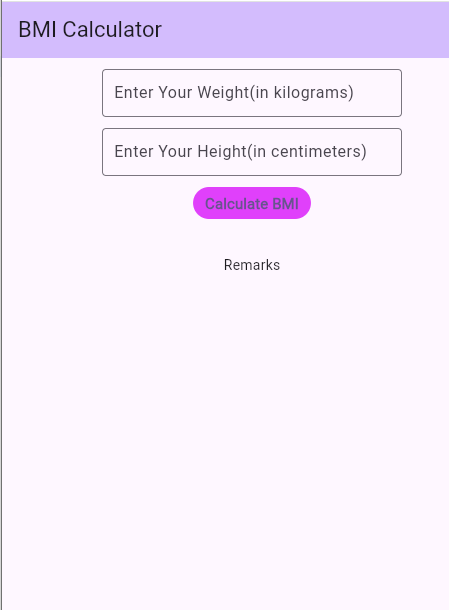 BMI Calculator
Enter Your Weight(in kilograms)
Enter Your Height(in centimeters)
Calculate BMI
Remarks